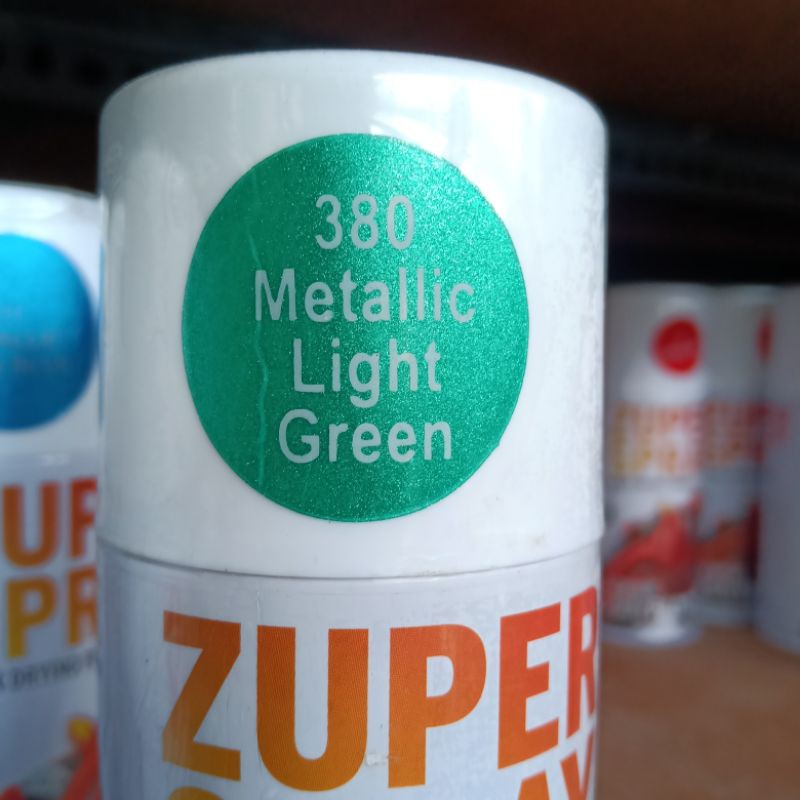 380
Metallic
Light
Green
ZUPER